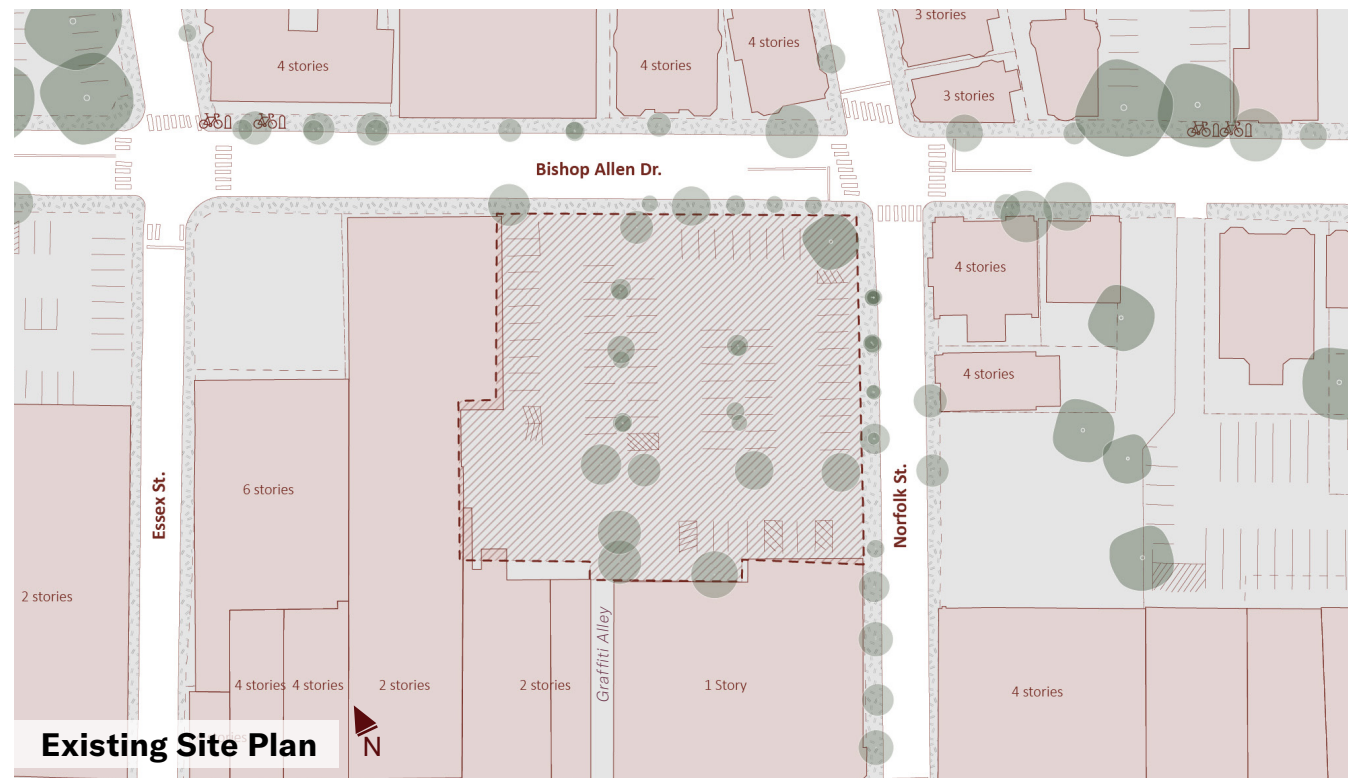 3 stories
4 stories
4 stories
4 stories
3 stories
Bishop Allen Dr.
4 stories
4 stories
6 stories
Essex St.
Norfolk St.
2 stories
Graffiti Alley
4 stories
4 stories
2 stories
2 stories
1 Story
4 stories
Existing Site Plan
N